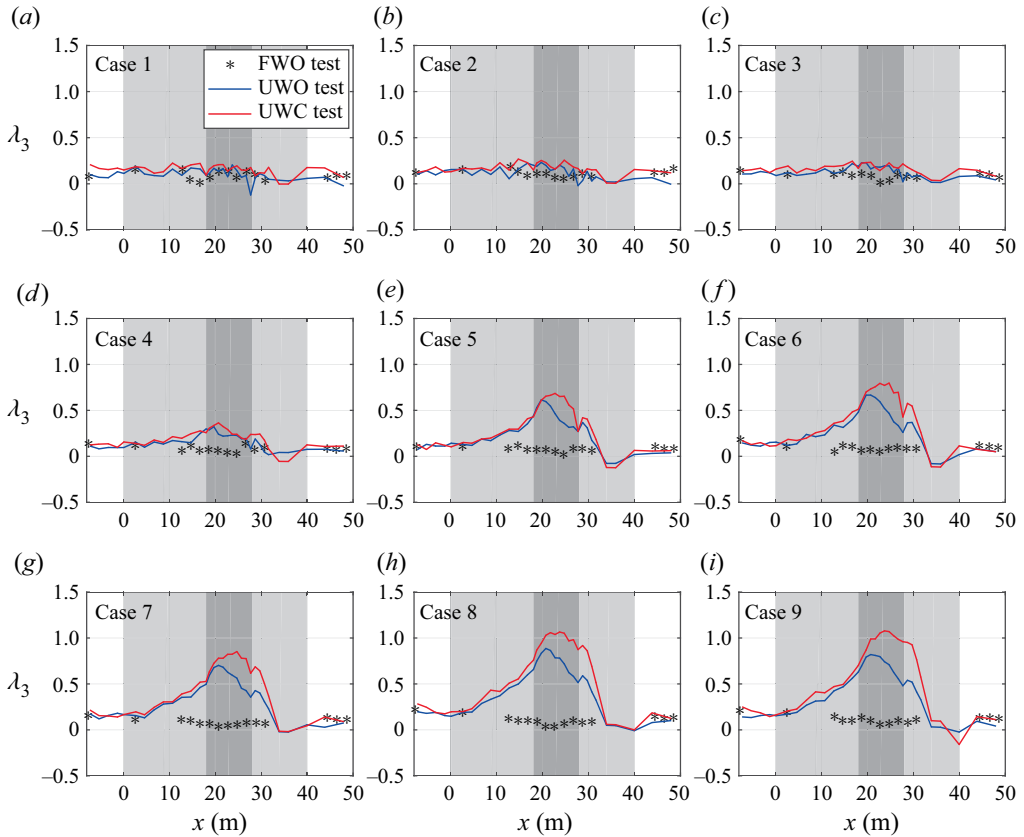 (a) (b) (c)
1.5 1.5 1.5
Case 1 Case 2 Case 3
* FWO test
UWO test
UWC test
1.0 1.0 1.0
λ3 0.5 0.5 0.5
0 0 0
–0.5 –0.5 –0.5
0 10 20 30 40 50 0 10 20 30 40 50 0 10 20 30 40 50
(d) (e) (f)
1.5 1.5 1.5
Case 4 Case 5 Case 6
1.0 1.0 1.0
λ3 0.5 0.5 0.5
0 0 0
–0.5 –0.5 –0.5
0 10 20 30 40 50 0 10 20 30 40 50 0 10 20 30 40 50
(g) (h) (i)
1.5 1.5 1.5
Case 7 Case 8 Case 9
1.0 1.0 1.0
λ3 0.5 0.5 0.5
0 0 0
–0.5 –0.5 –0.5
0 10 20 30 40 50 0 10 20 30 40 50 0 10 20 30 40 50
x (m) x (m) x (m)